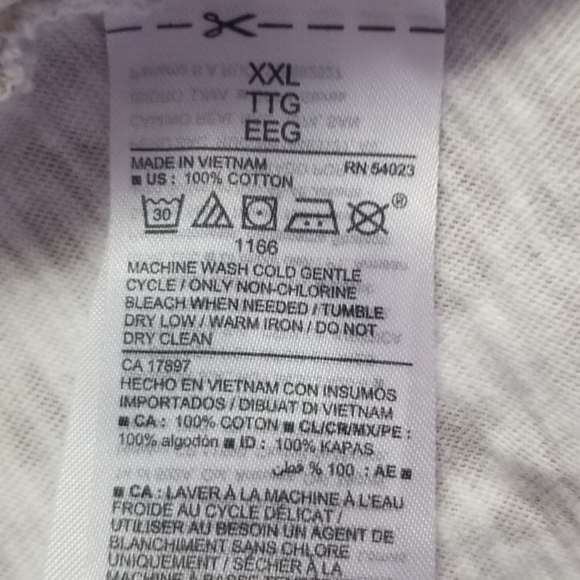 XXL
TTG
EEG
MADE IN VIETNAM RN 54023
US : 100% COTTON
30
®
1166
MACHINE WASH COLD GENTLE
CYCLE / ONLY NON-CHLORINE
BLEACH WHEN NEEDED / TUMBLE
DRY LOW / WARM IRON / DO NOT
DRY CLEAN
CA 17897
HECHO EN VIETNAM CON INSUMOS
IMPORTADOS / DIBUAT DI VIETNAM
■ CA : 100% COTON ■ CL/CR/MX/PE :
100% algodón ■ ID : 100% KAPAS
■ AE : 100 % قطن
■ CA : LAVER À LA MACHINE À L'EAU
FROIDE AU CYCLE DÉLICAT /
UTILISER AU BESOIN UN AGENT DE
BLANCHIMENT SANS CHLORE
UNIQUEMENT / SÉCHER À LA
MACHINE À BASSE